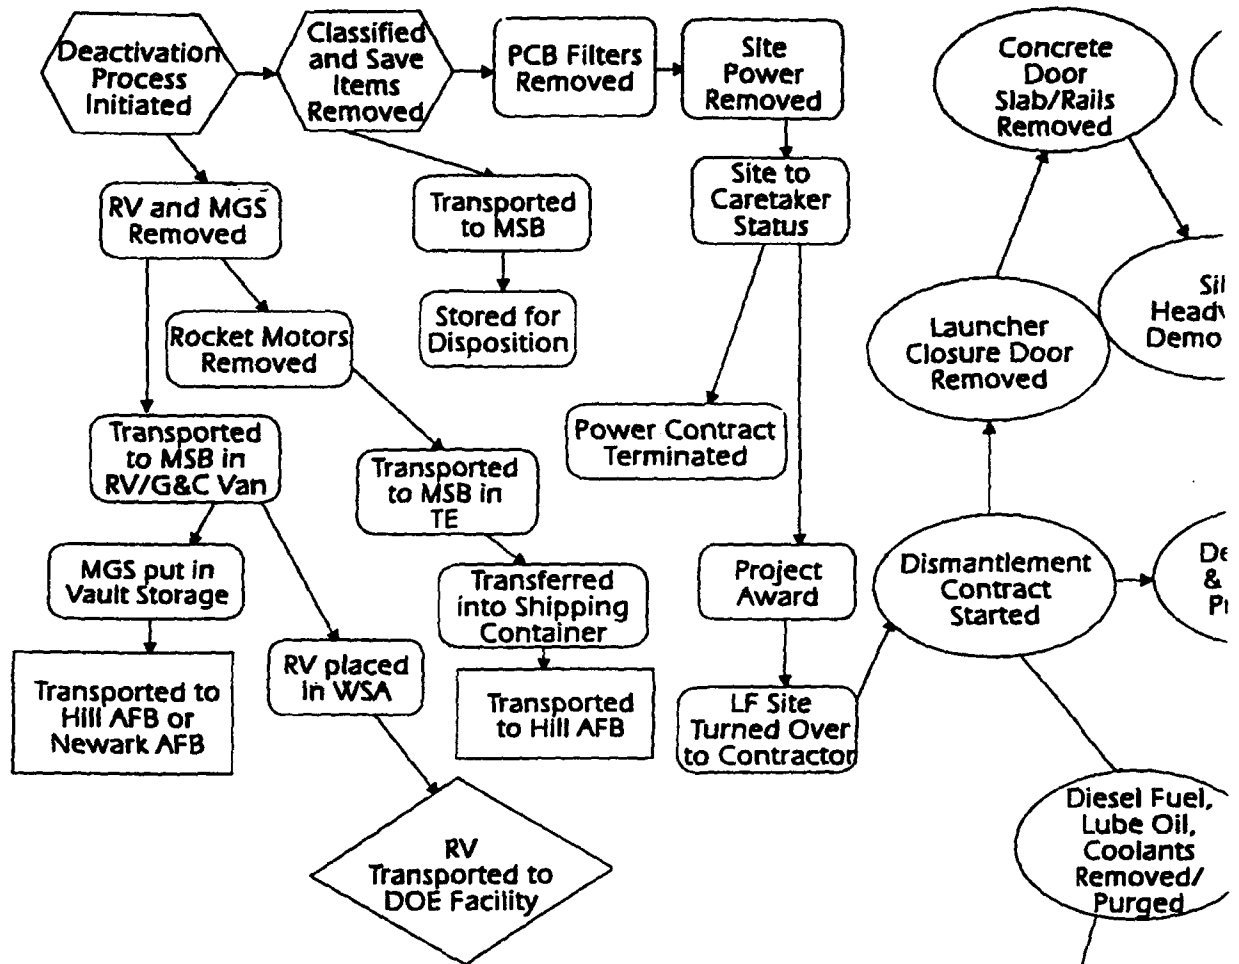 Deactivation
Process
Initiated
Classified
and Save
Items
Removed
PCB Filters
Removed
Site
Power
Removed
Concrete
Door
Slab/Rails
Removed
RV and MGS
Removed
Transported
to MSB
Site to
Caretaker
Status
Rocket Motors
Removed
Stored for
Disposition
Launcher
Closure Door
Removed
Demo
Transported
to MSB in
RV/G&C Van
Transported
to MSB in
TE
Power Contract
Terminated
MGS put in
Vault Storage
Transferred
into Shipping
Container
Project
Award
Dismantlement
Contract
Started
&
Transported to
Hill AFB or
Newark AFB
RV placed
in WSA
Transported
to Hill AFB
LF Site
Turned Over
to Contractor
RV
Transported to
DOE Facility
Diesel Fuel,
Lube Oil,
Coolants
Removed/
Purged